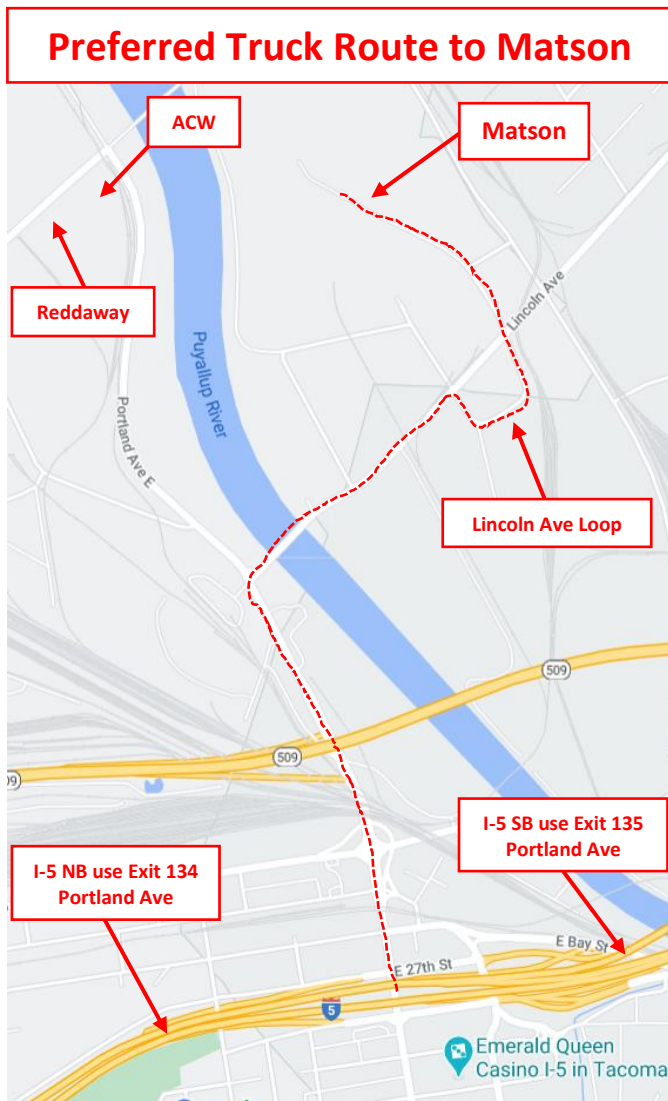 Preferred Truck Route to Matson
ACW
Matson
Reddaway
Lincoln Ave
Puyallup River
Portland Ave E
Lincoln Ave Loop
509
509
09
I-5 SB use Exit 135
Portland Ave
I-5 NB use Exit 134
Portland Ave
E Bay St
E 27th St
5
Emerald Queen
Casino I-5 in Tacoma